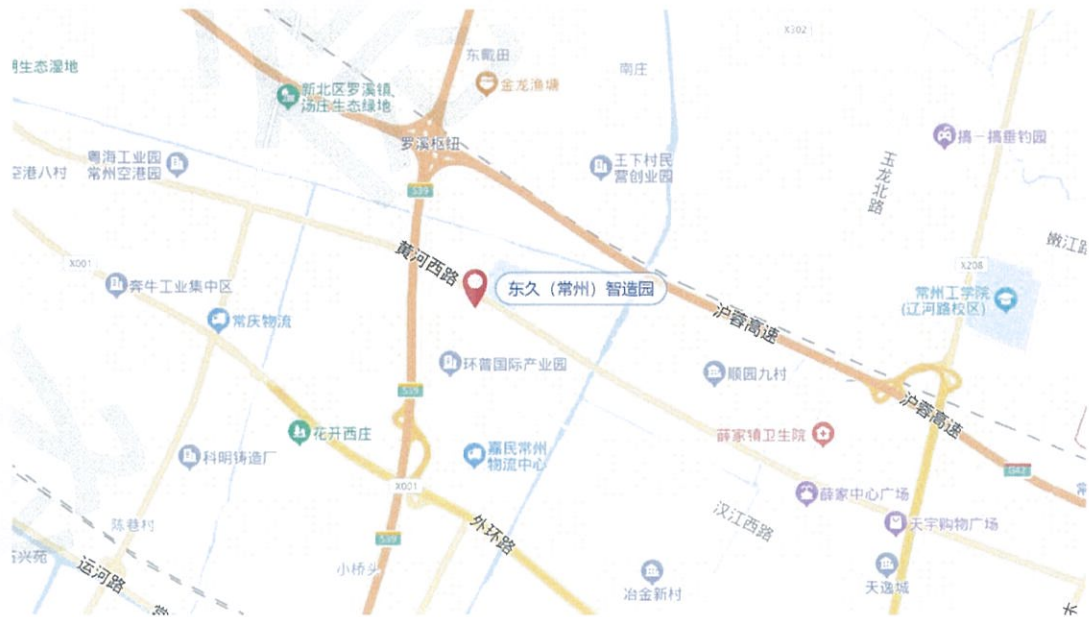 X302
东戴田
南庄
生态湿地
金龙渔塘
新北区罗溪镇
汤庄生态绿地
搞一搞垂钓园
罗溪枢纽
粤海工业园
常州空港园
空港八村
王下村民
营创业园
玉龙北路
S39
嫩江路
黄河西路
X001
X208
奔牛工业集中区
东久（常州）智造园
常州工学院
(辽河路校区)
常庆物流
沪蓉高速
环普国际产业园
顺园九村
S39
沪蓉高速
花开西庄
薛家镇卫生院
科明铸造厂
嘉民常州
物流中心
G42
X001
薛家中心广场
汉江西路
天宇购物广场
陈巷村
外环路
S39
兴苑
运河路
小桥头
冶金新村
天逸城